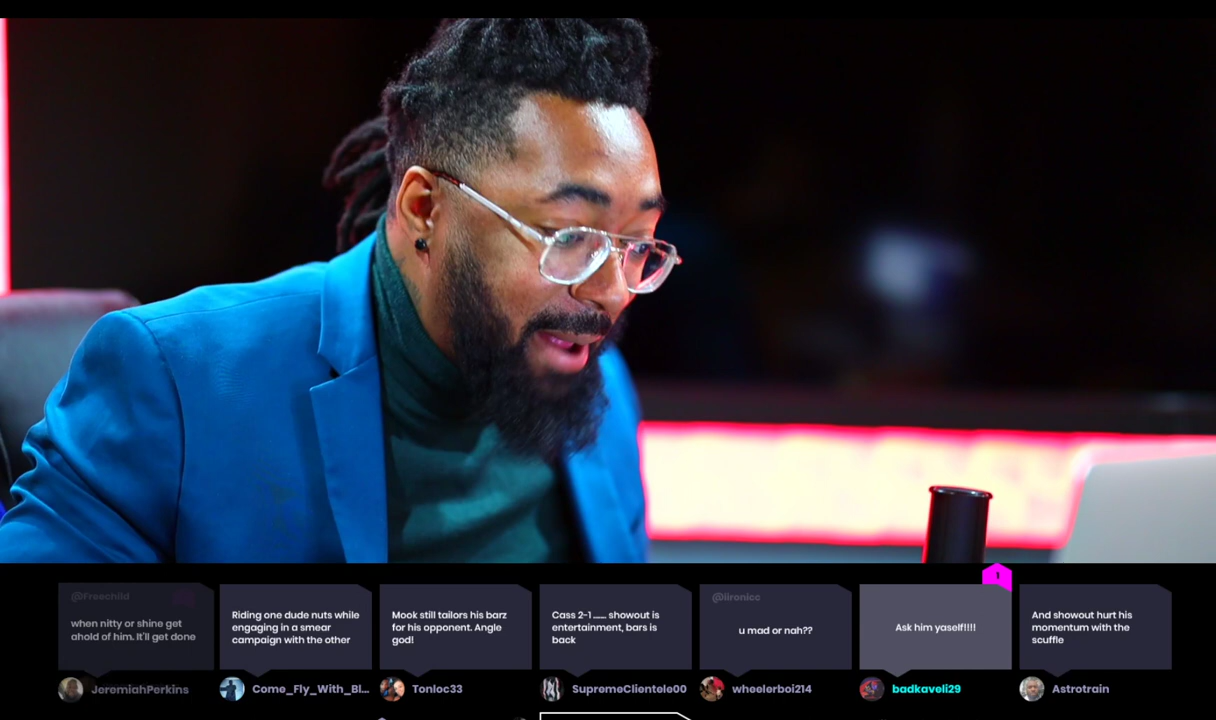 @Freechild
when nitty or shine get
ahold of him. It'll get done
JeremiahPerkins
Riding one dude nuts while
engaging in a smear
campaign with the other
Come_Fly_With_Bl...
Mook still tailors his barz
for his opponent. Angle
god!
Tonloc33
Cass 2-1 ...... showout is
entertainment, bars is
back
SupremeClientele00
@iironicc
u mad or nah??
wheelerboi214
1
Ask him yaself!!!!
badkaveli29
And showout hurt his
momentum with the
scuffle
Astrotrain